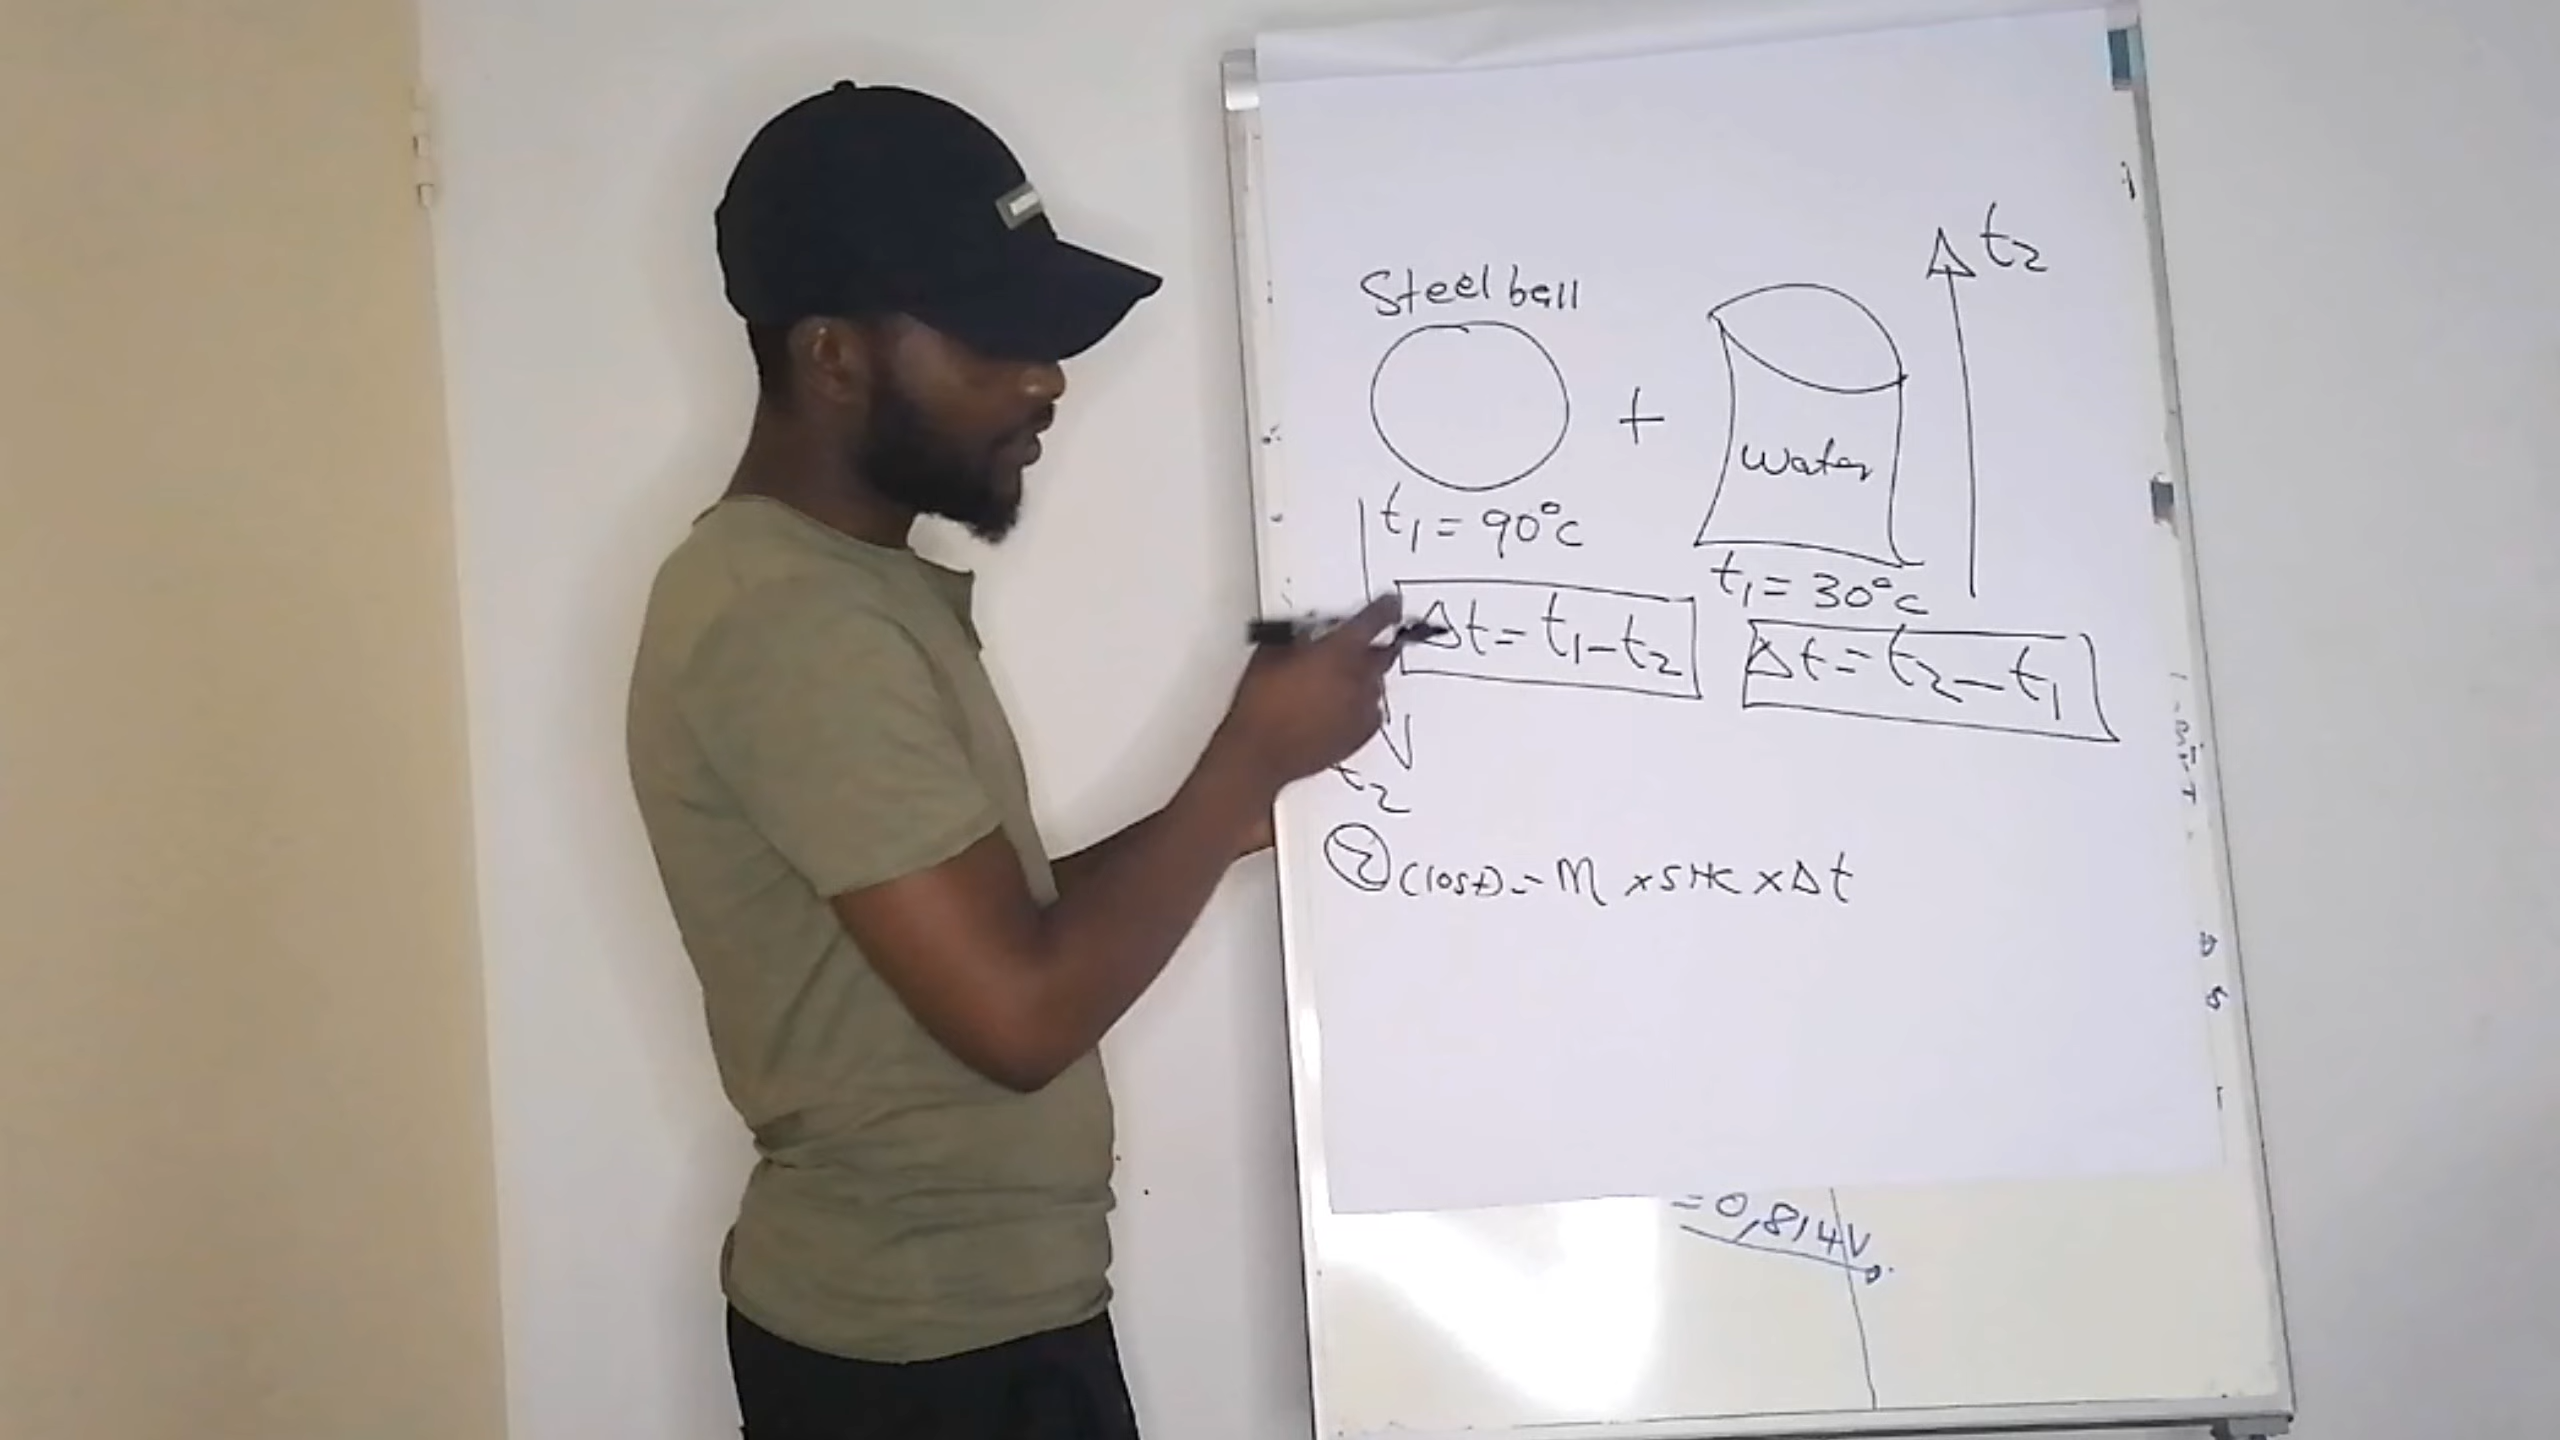 t2
Steel ball
+
water
t1 = 90°c
t1 = 30°c
Δt = t1 - t2
Δt = t2 - t1
t2
(lost) = m × SHC × Δt
= 0,814V